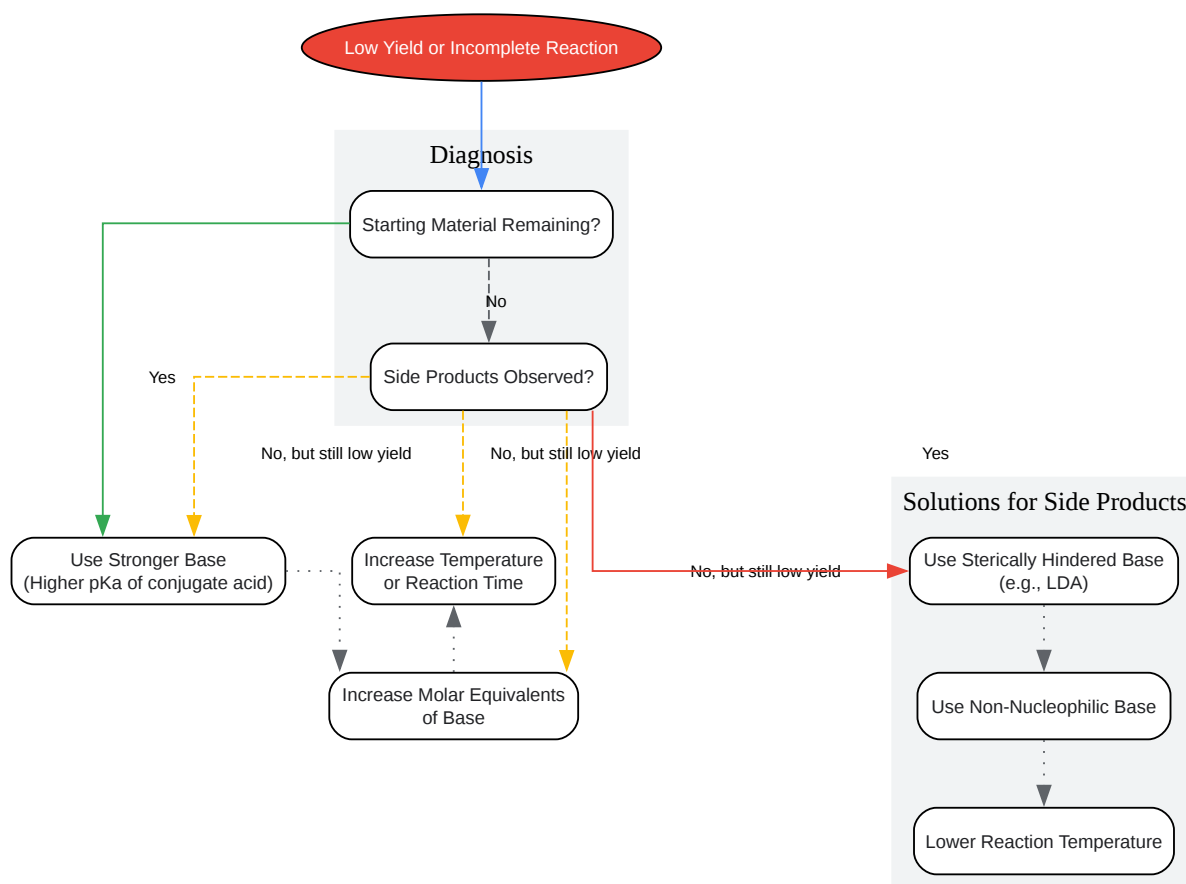 Low Yield or Incomplete Reaction
Diagnosis
Starting Material Remaining?
No
Side Products Observed?
Yes
No, but still low yield
No, but still low yield
Yes
Solutions for Side Products
Use Stronger Base
(Higher pKa of conjugate acid)
Increase Temperature
or Reaction Time
No, but still low yield
Use Sterically Hindered Base
(e.g., LDA)
Increase Molar Equivalents
of Base
Use Non-Nucleophilic Base
Lower Reaction Temperature